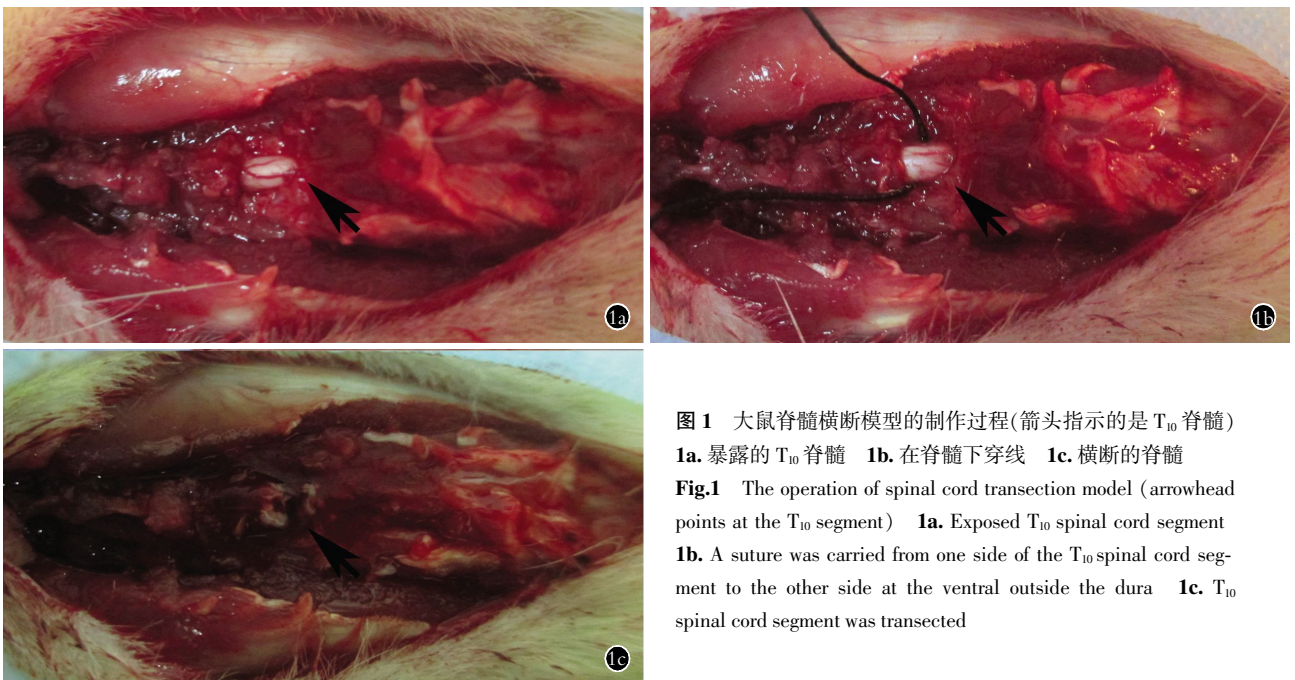 1a
1b
1c
图 1 大鼠脊髓横断模型的制作过程(箭头指示的是 T10 脊髓)
1a. 暴露的 T10 脊髓 1b. 在脊髓下穿线 1c. 横断的脊髓
Fig.1 The operation of spinal cord transection model (arrowhead
points at the T10 segment) 1a. Exposed T10 spinal cord segment
1b. A suture was carried from one side of the T10 spinal cord seg-
ment to the other side at the ventral outside the dura 1c. T10
spinal cord segment was transected